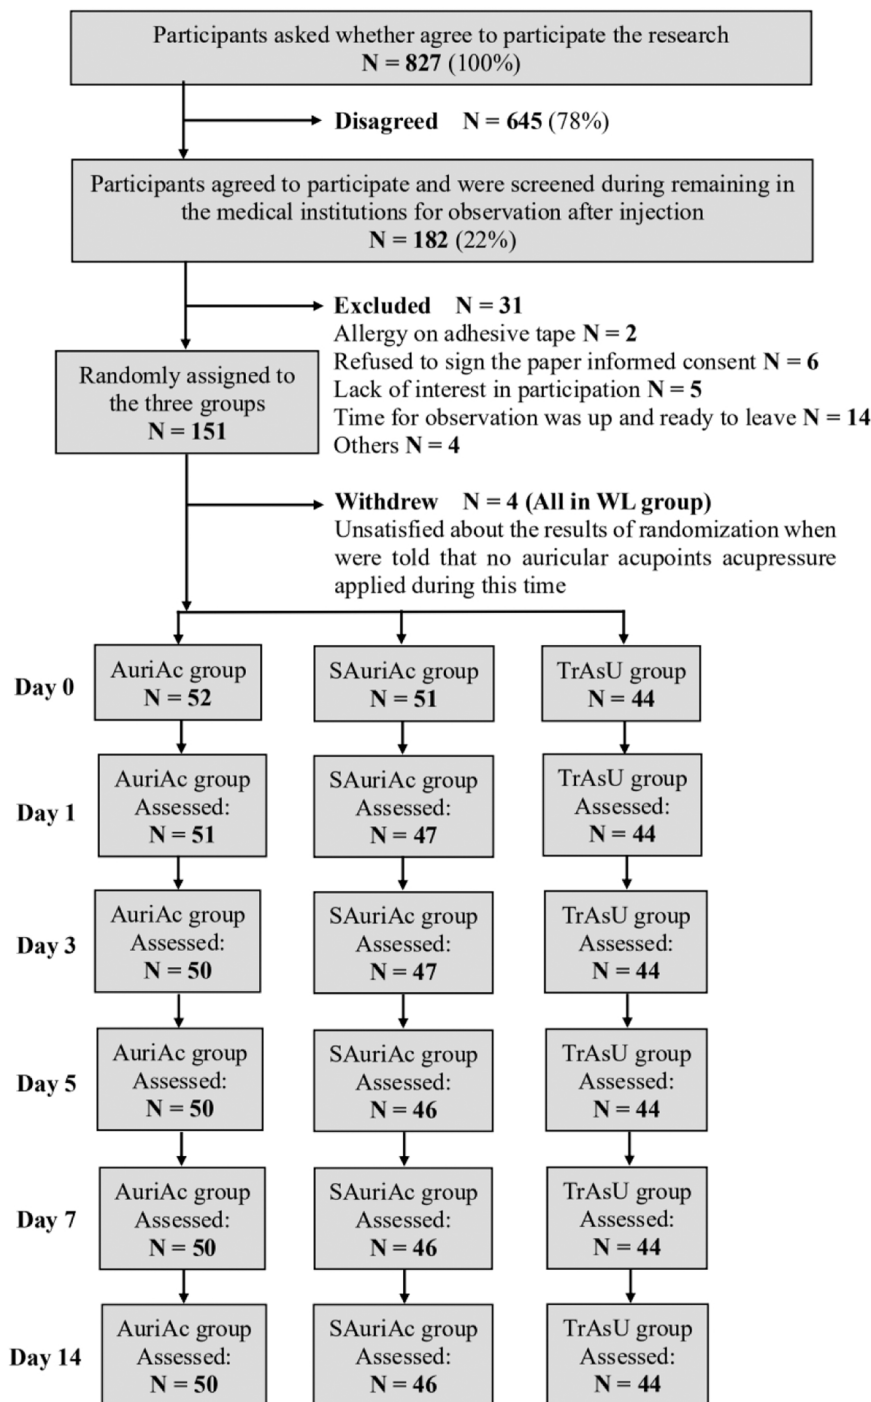 Participants asked whether agree to participate the research
N = 827 (100%)
Disagreed N = 645 (78%)
Participants agreed to participate and were screened during remaining in
the medical institutions for observation after injection
N = 182 (22%)
Excluded N = 31
Allergy on adhesive tape N = 2
Refused to sign the paper informed consent N = 6
Lack of interest in participation N = 5
Time for observation was up and ready to leave N = 14
Others N = 4
Randomly assigned to
the three groups
N = 151
Withdrew N = 4 (All in WL group)
Unsatisfied about the results of randomization when
were told that no auricular acupoints acupressure
applied during this time
Day 0
AuriAc group
N = 52
SAuriAc group
N = 51
TrAsU group
N = 44
Day 1
AuriAc group
Assessed:
N = 51
SAuriAc group
Assessed:
N = 47
TrAsU group
Assessed:
N = 44
Day 3
AuriAc group
Assessed:
N = 50
SAuriAc group
Assessed:
N = 47
TrAsU group
Assessed:
N = 44
Day 5
AuriAc group
Assessed:
N = 50
SAuriAc group
Assessed:
N = 46
TrAsU group
Assessed:
N = 44
Day 7
AuriAc group
Assessed:
N = 50
SAuriAc group
Assessed:
N = 46
TrAsU group
Assessed:
N = 44
Day 14
AuriAc group
Assessed:
N = 50
SAuriAc group
Assessed:
N = 46
TrAsU group
Assessed:
N = 44